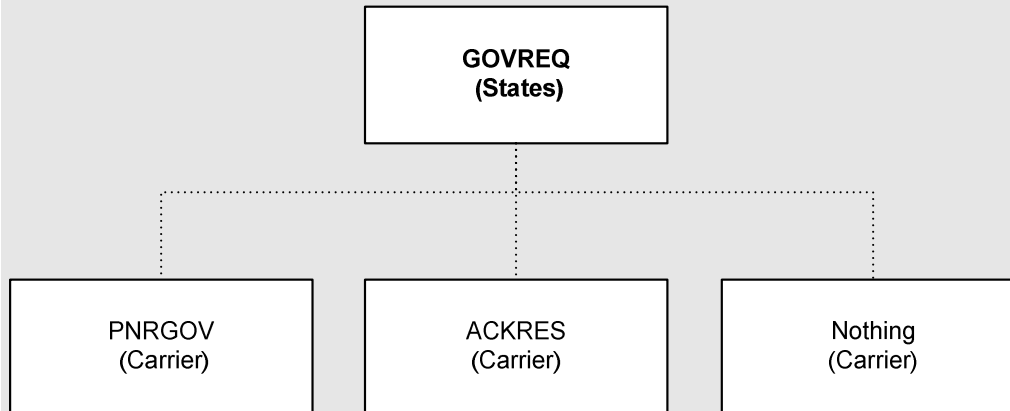 GOVREQ
(States)
PNRGOV
(Carrier)
ACKRES
(Carrier)
Nothing
(Carrier)